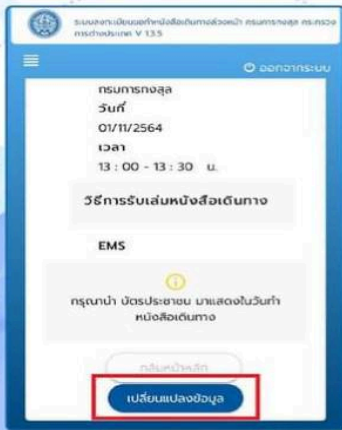 ระบบลงทะเบียนขอทำหนังสือเดินทางล่วงหน้า กรมการกงสุล กระทรวง
การต่างประเทศ V 1.3.5
ออกจากระบบ
กรมการกงสุล
วันที่
01/11/2564
เวลา
13 : 00 - 13 : 30 น.
วิธีการรับเล่มหนังสือเดินทาง
EMS
กรุณานำ บัตรประชาชน มาแสดงในวันทำ
หนังสือเดินทาง
กลับหน้าหลัก
เปลี่ยนแปลงข้อมูล